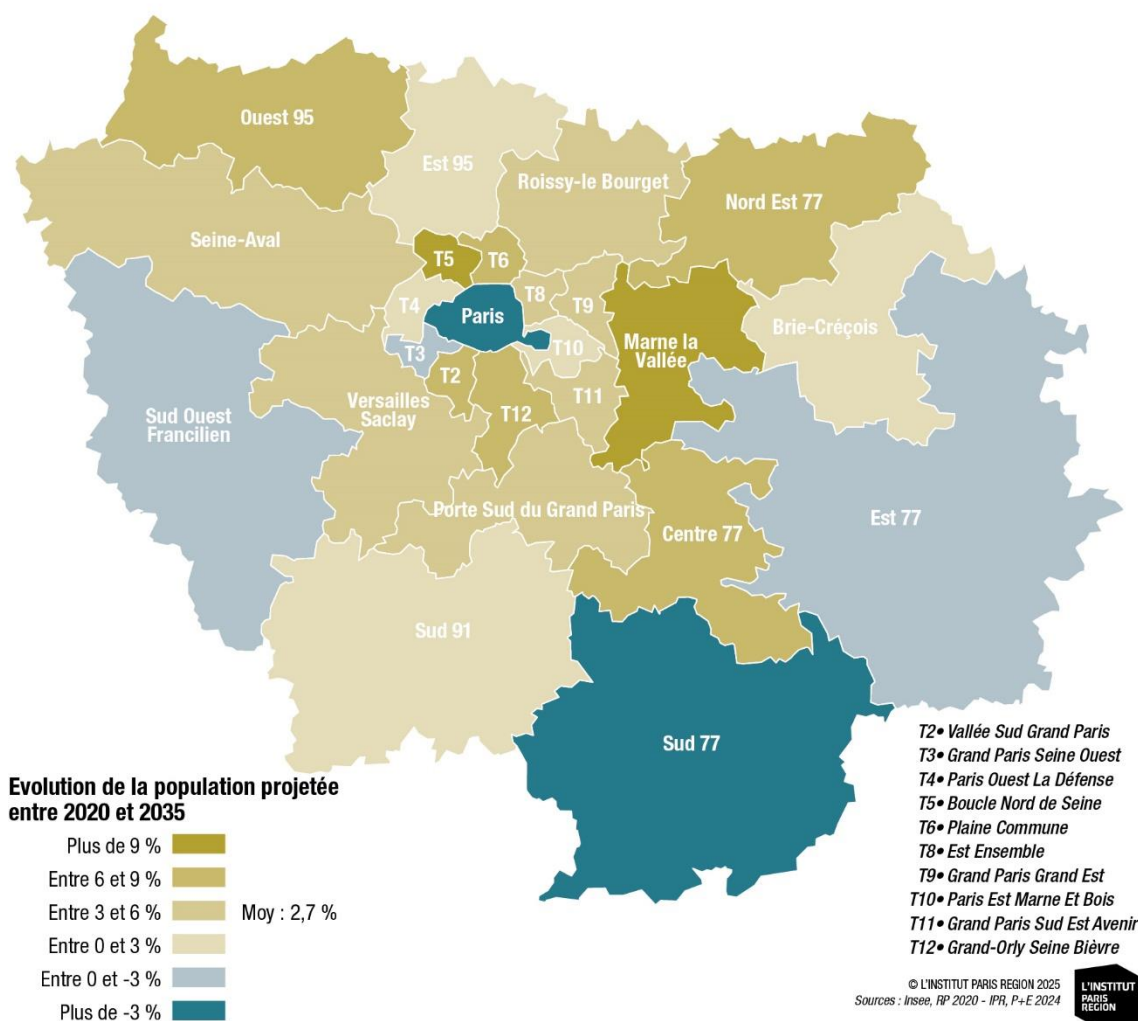 Ouest 95
Est 95
Roissy-le Bourget
Nord Est 77
Seine-Aval
T5
T6
T4
T8
T9
Paris
Brie-Créçois
T3
T10
Marne la
Vallée
T2
T11
Versailles
Saclay
T12
Sud Ouest
Francilien
Porte Sud du Grand Paris
Est 77
Centre 77
Sud 91
Sud 77
T2• Vallée Sud Grand Paris
T3• Grand Paris Seine Ouest
T4• Paris Ouest La Défense
T5• Boucle Nord de Seine
T6• Plaine Commune
T8• Est Ensemble
T9• Grand Paris Grand Est
T10• Paris Est Marne Et Bois
T11• Grand Paris Sud Est Avenir
T12• Grand-Orly Seine Bièvre
Evolution de la population projetée
entre 2020 et 2035
Plus de 9 %
Entre 6 et 9 %
Entre 3 et 6 % Moy : 2,7 %
Entre 0 et 3 %
Entre 0 et -3 %
Plus de -3 %
© L'INSTITUT PARIS REGION 2025
Sources : Insee, RP 2020 - IPR, P+E 2024
L'INSTITUT
PARIS
REGION